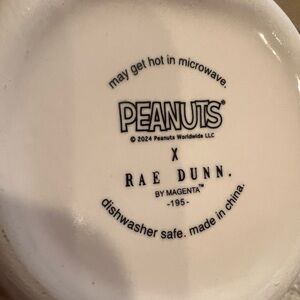 may get hot in microwave.
PEANUTS®
© 2024 Peanuts Worldwide LLC
X
RAE DUNN.
BY MAGENTA™
-195-
dishwasher safe. made in china.